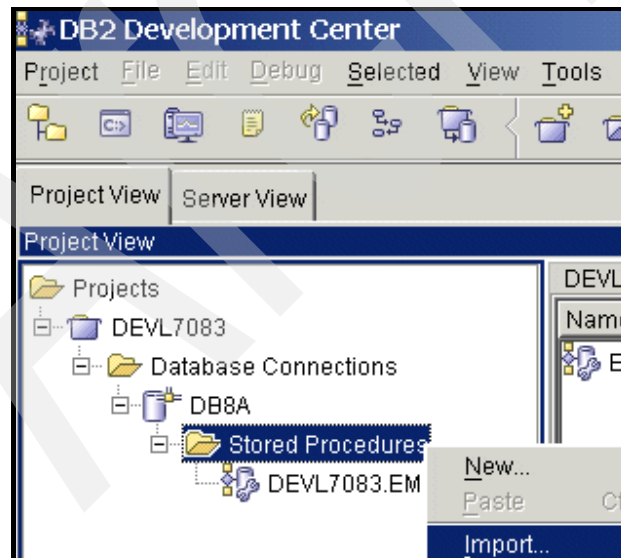 DB2 Development Center
Project File Edit Debug Selected View Tools
C:>
Project View Server View
Project View
Projects
DEVL7083
Database Connections
DB8A
Stored Procedures
DEVL7083.EM
DEVL
Nam
E
New...
Paste
Import...